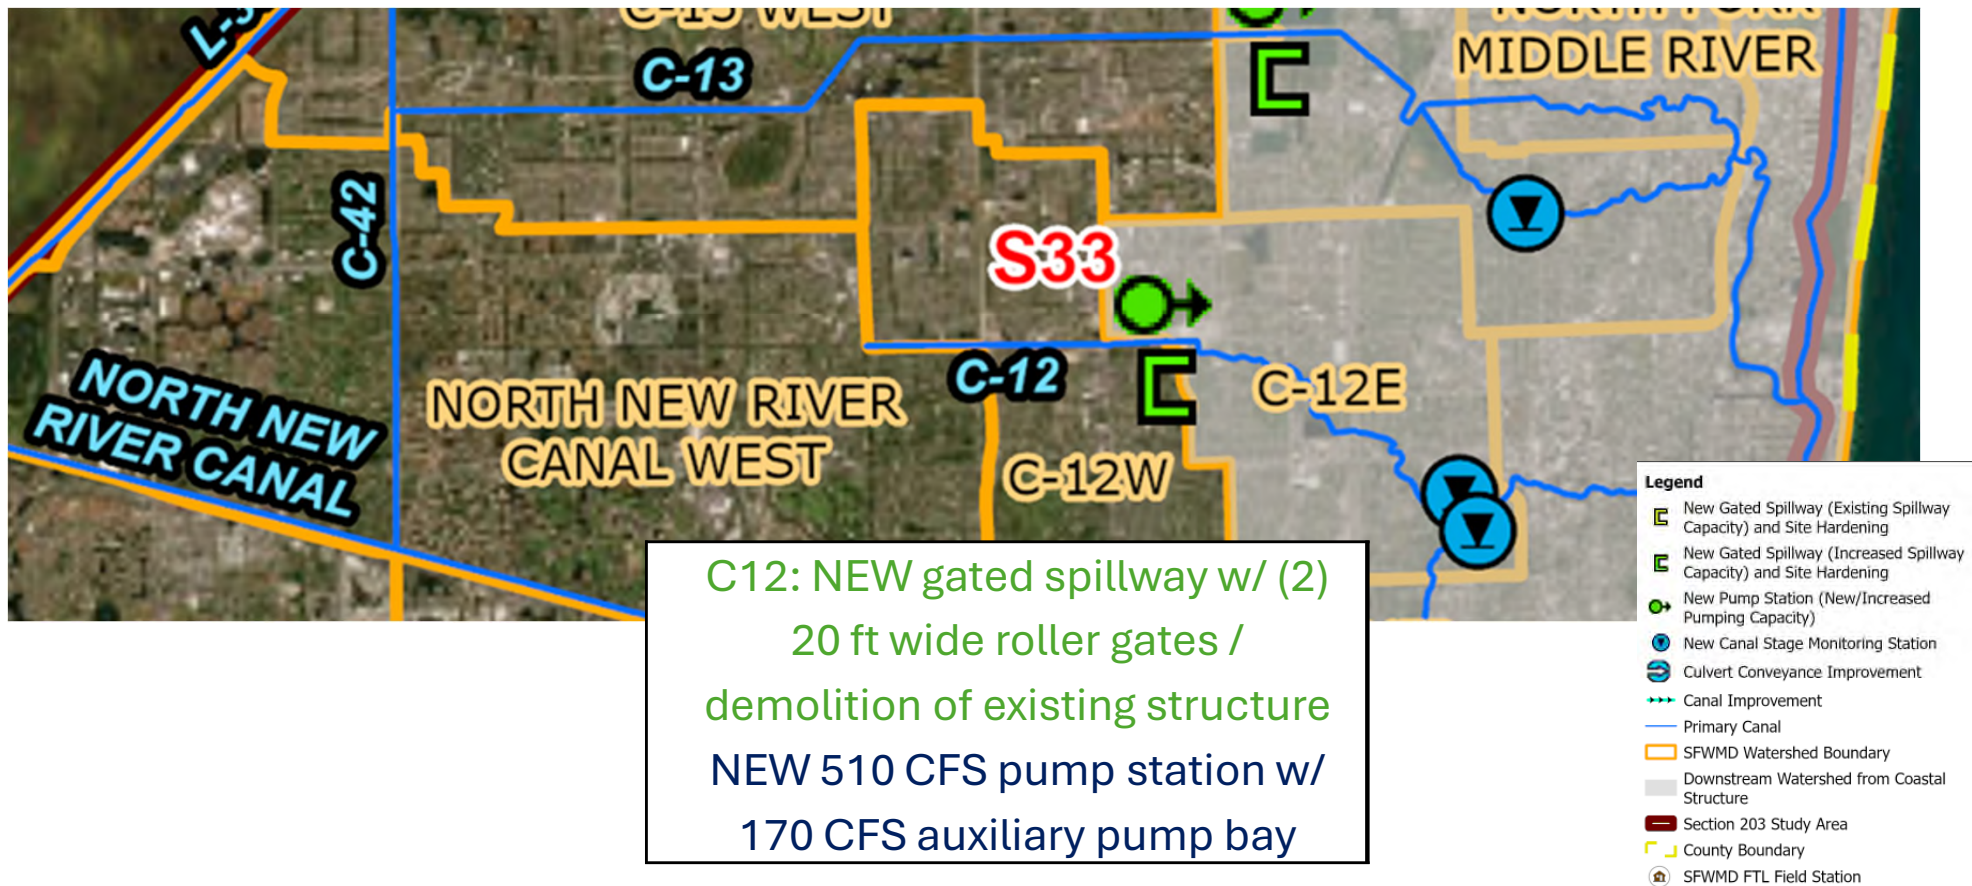 C-13 WEST
NORTH FORK
MIDDLE RIVER
L-3
C-13
C-42
S33
NORTH NEW
RIVER CANAL
NORTH NEW RIVER
CANAL WEST
C-12
C-12E
C-12W
C12: NEW gated spillway w/ (2)
20 ft wide roller gates /
demolition of existing structure
NEW 510 CFS pump station w/
170 CFS auxiliary pump bay
Legend
New Gated Spillway (Existing Spillway
Capacity) and Site Hardening
New Gated Spillway (Increased Spillway
Capacity) and Site Hardening
New Pump Station (New/Increased
Pumping Capacity)
New Canal Stage Monitoring Station
Culvert Conveyance Improvement
Canal Improvement
Primary Canal
SFWMD Watershed Boundary
Downstream Watershed from Coastal
Structure
Section 203 Study Area
County Boundary
SFWMD FTL Field Station